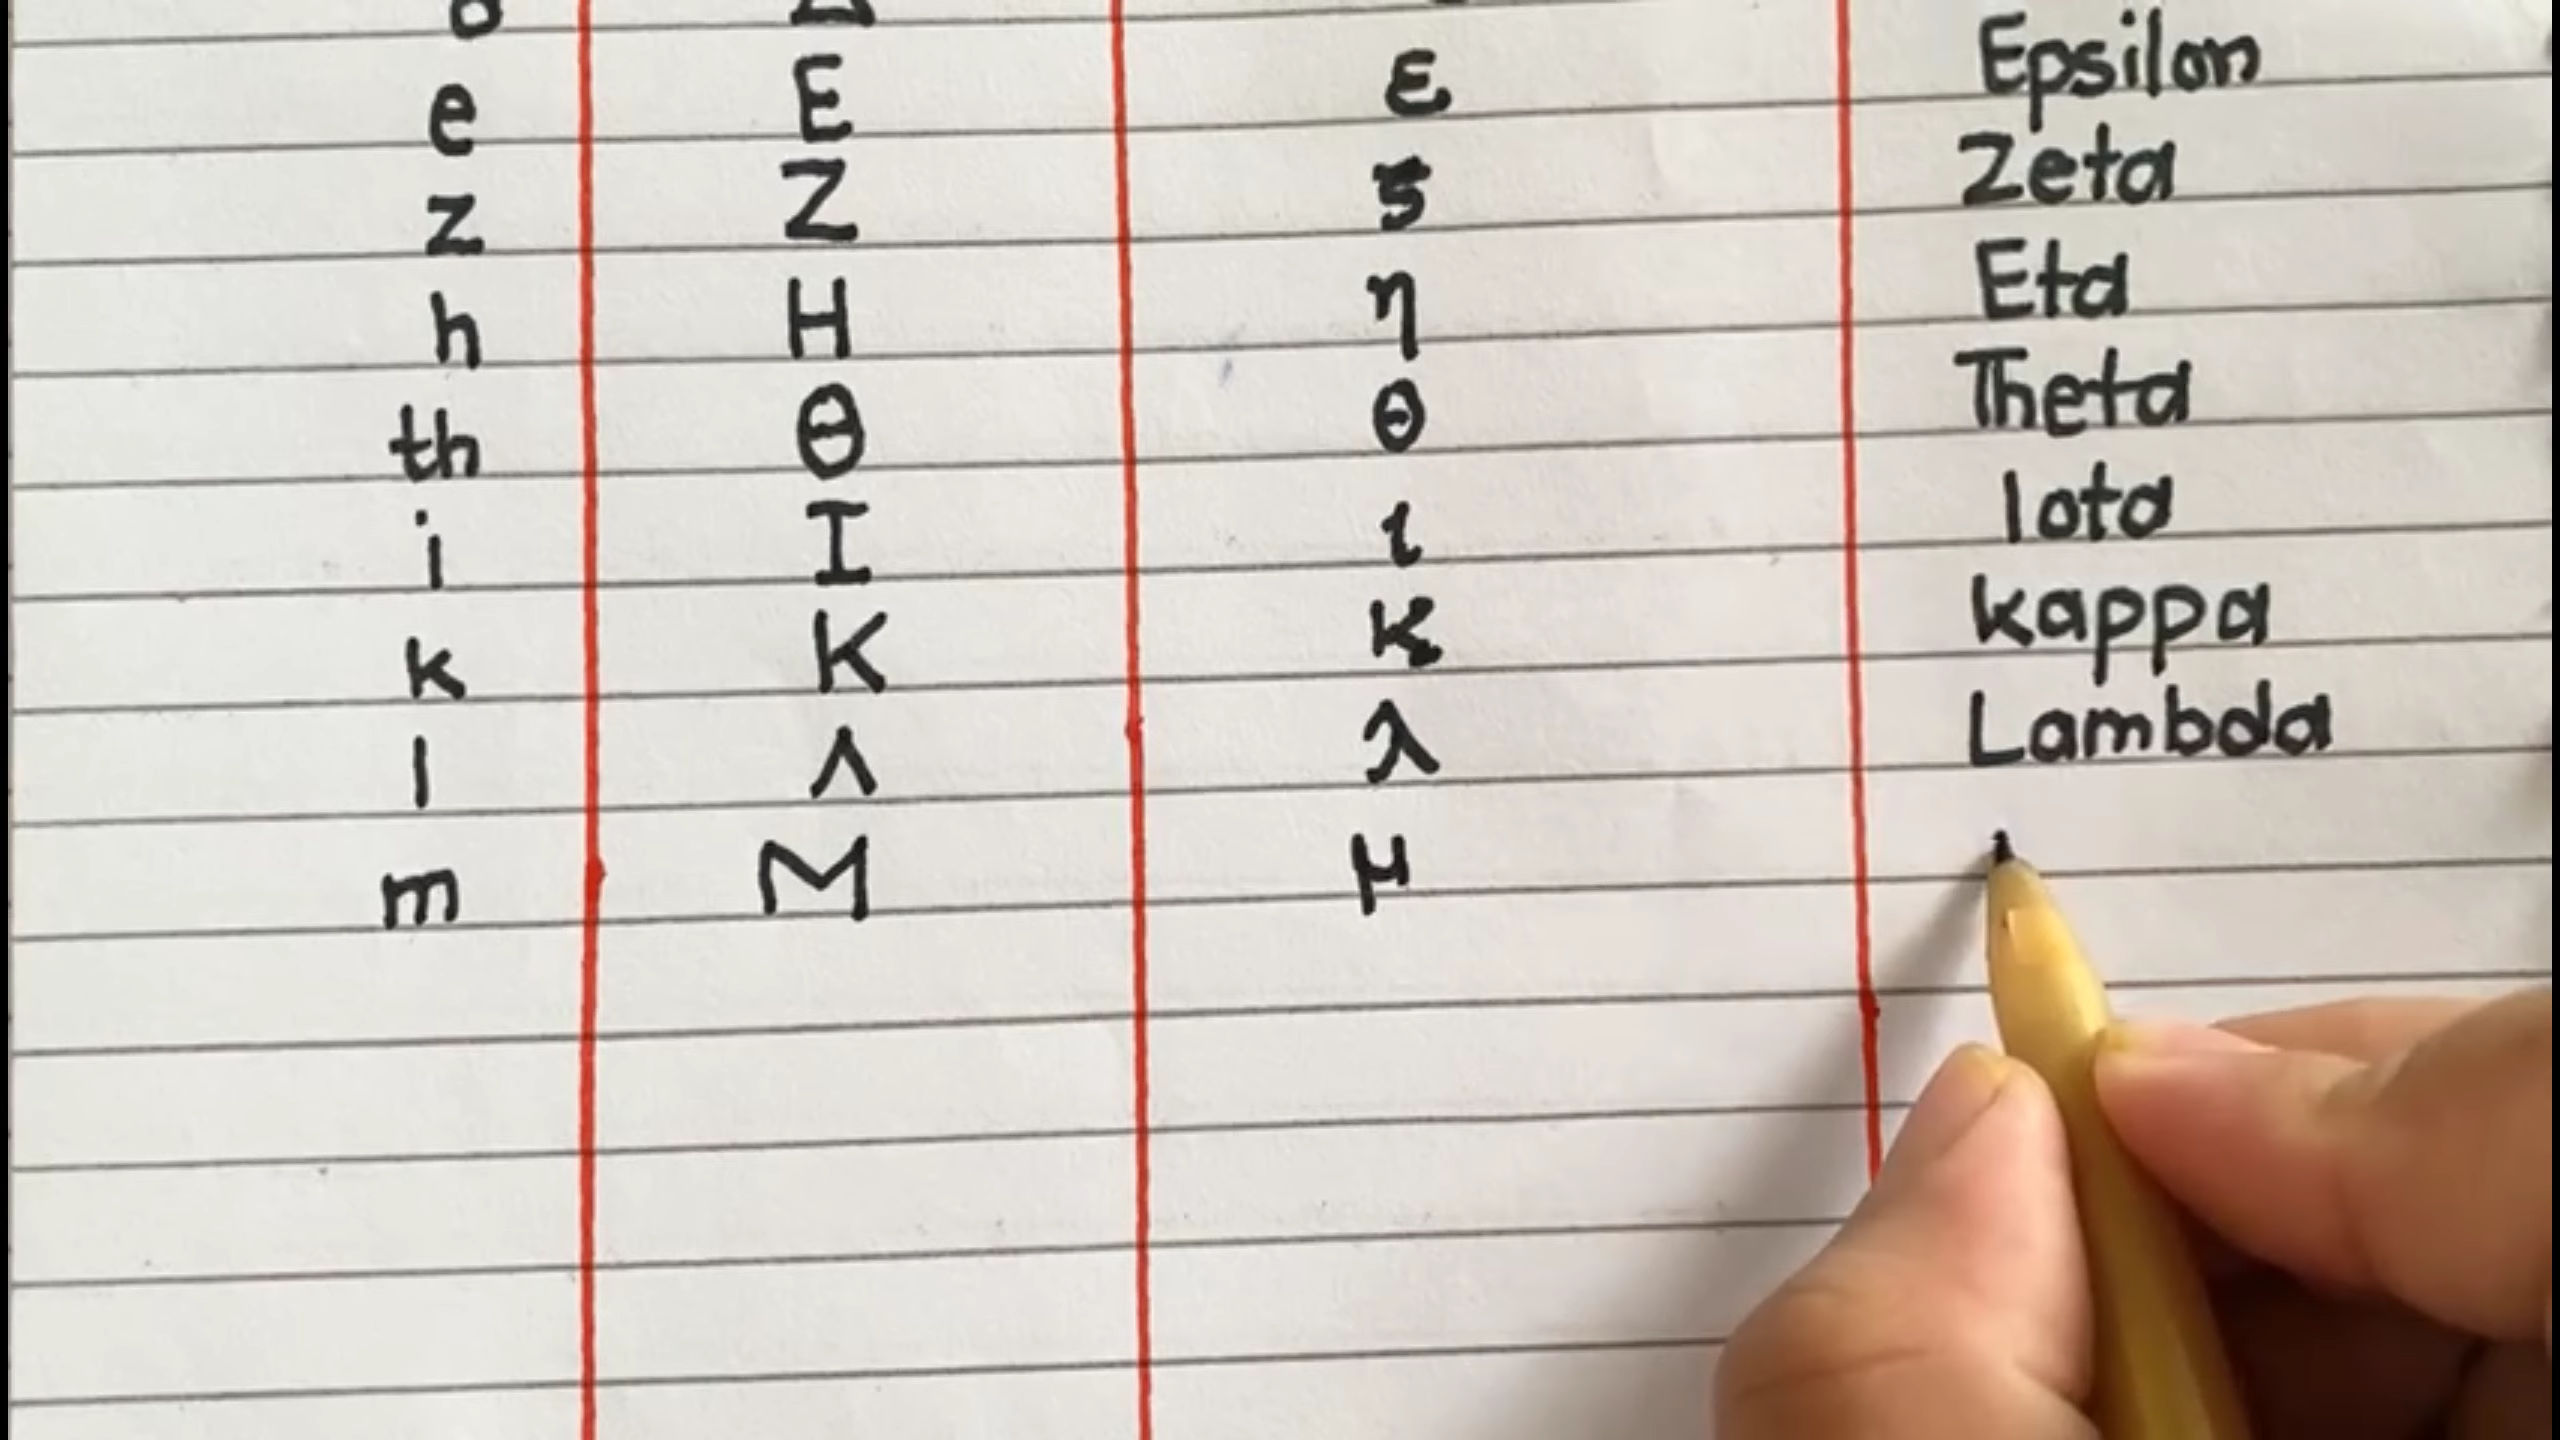 e E ε Epsilon
z Z ζ Zeta
h H η Eta
th Θ θ Theta
i I ι Iota
k K κ kappa
l Λ λ Lambda
m M μ